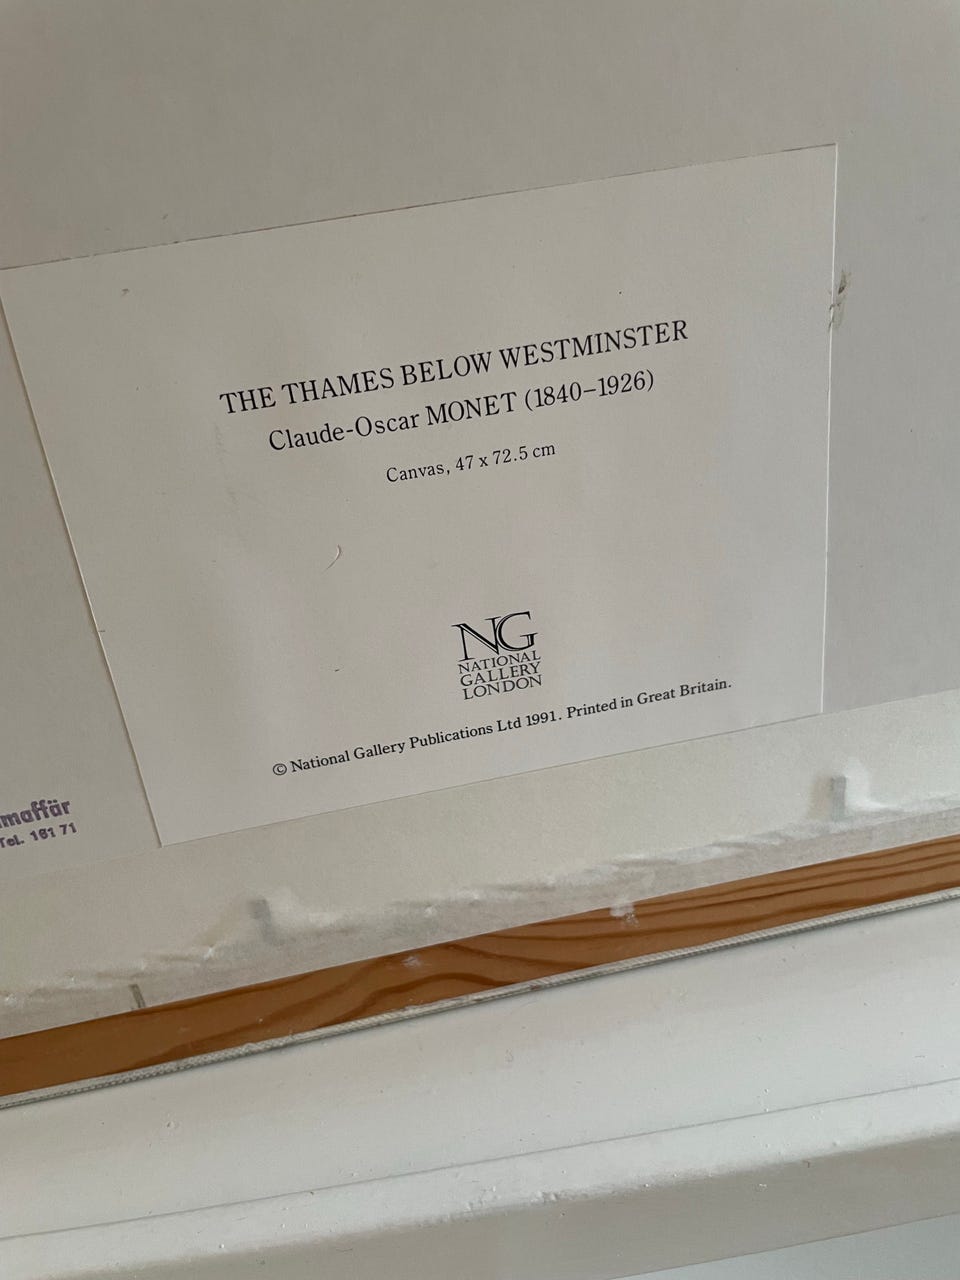 THE THAMES BELOW WESTMINSTER
Claude-Oscar MONET (1840–1926)
Canvas, 47 x 72.5 cm
NG
NATIONAL
GALLERY
LONDON
© National Gallery Publications Ltd 1991. Printed in Great Britain.
maffär
Tel. 161 71